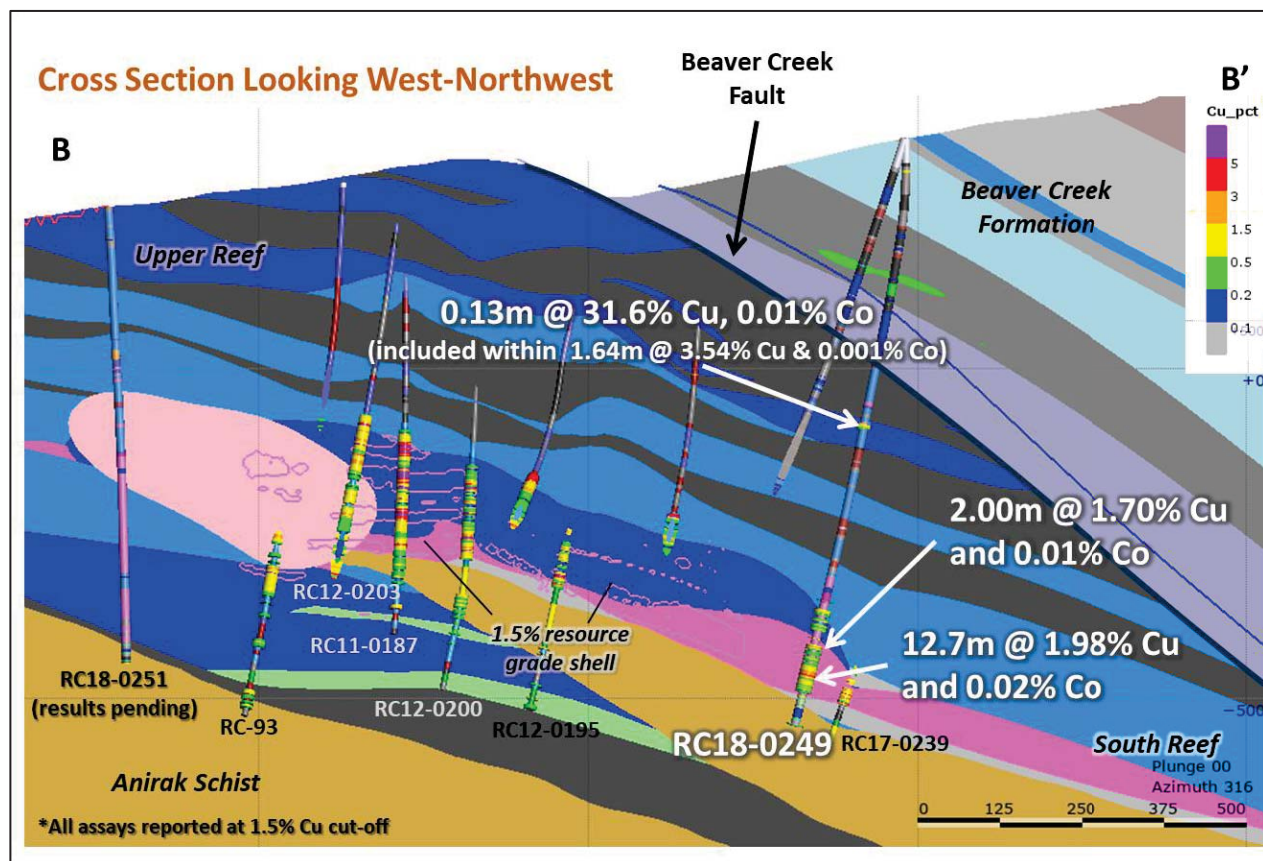 Cross Section Looking West-Northwest
Beaver Creek
Fault
B
B’
Cu_pct
5
3
1.5
0.5
0.2
0.1
Beaver Creek
Formation
Upper Reef
0.13m @ 31.6% Cu, 0.01% Co
(included within 1.64m @ 3.54% Cu & 0.001% Co)
+0
2.00m @ 1.70% Cu
and 0.01% Co
12.7m @ 1.98% Cu
and 0.02% Co
RC12-0203
RC11-0187
1.5% resource
grade shell
RC18-0251
(results pending)
RC-93
RC12-0200
RC12-0195
RC18-0249
RC17-0239
−500
South Reef
Plunge 00
Azimuth 316
Anirak Schist
0 125 250 375 500
*All assays reported at 1.5% Cu cut-off